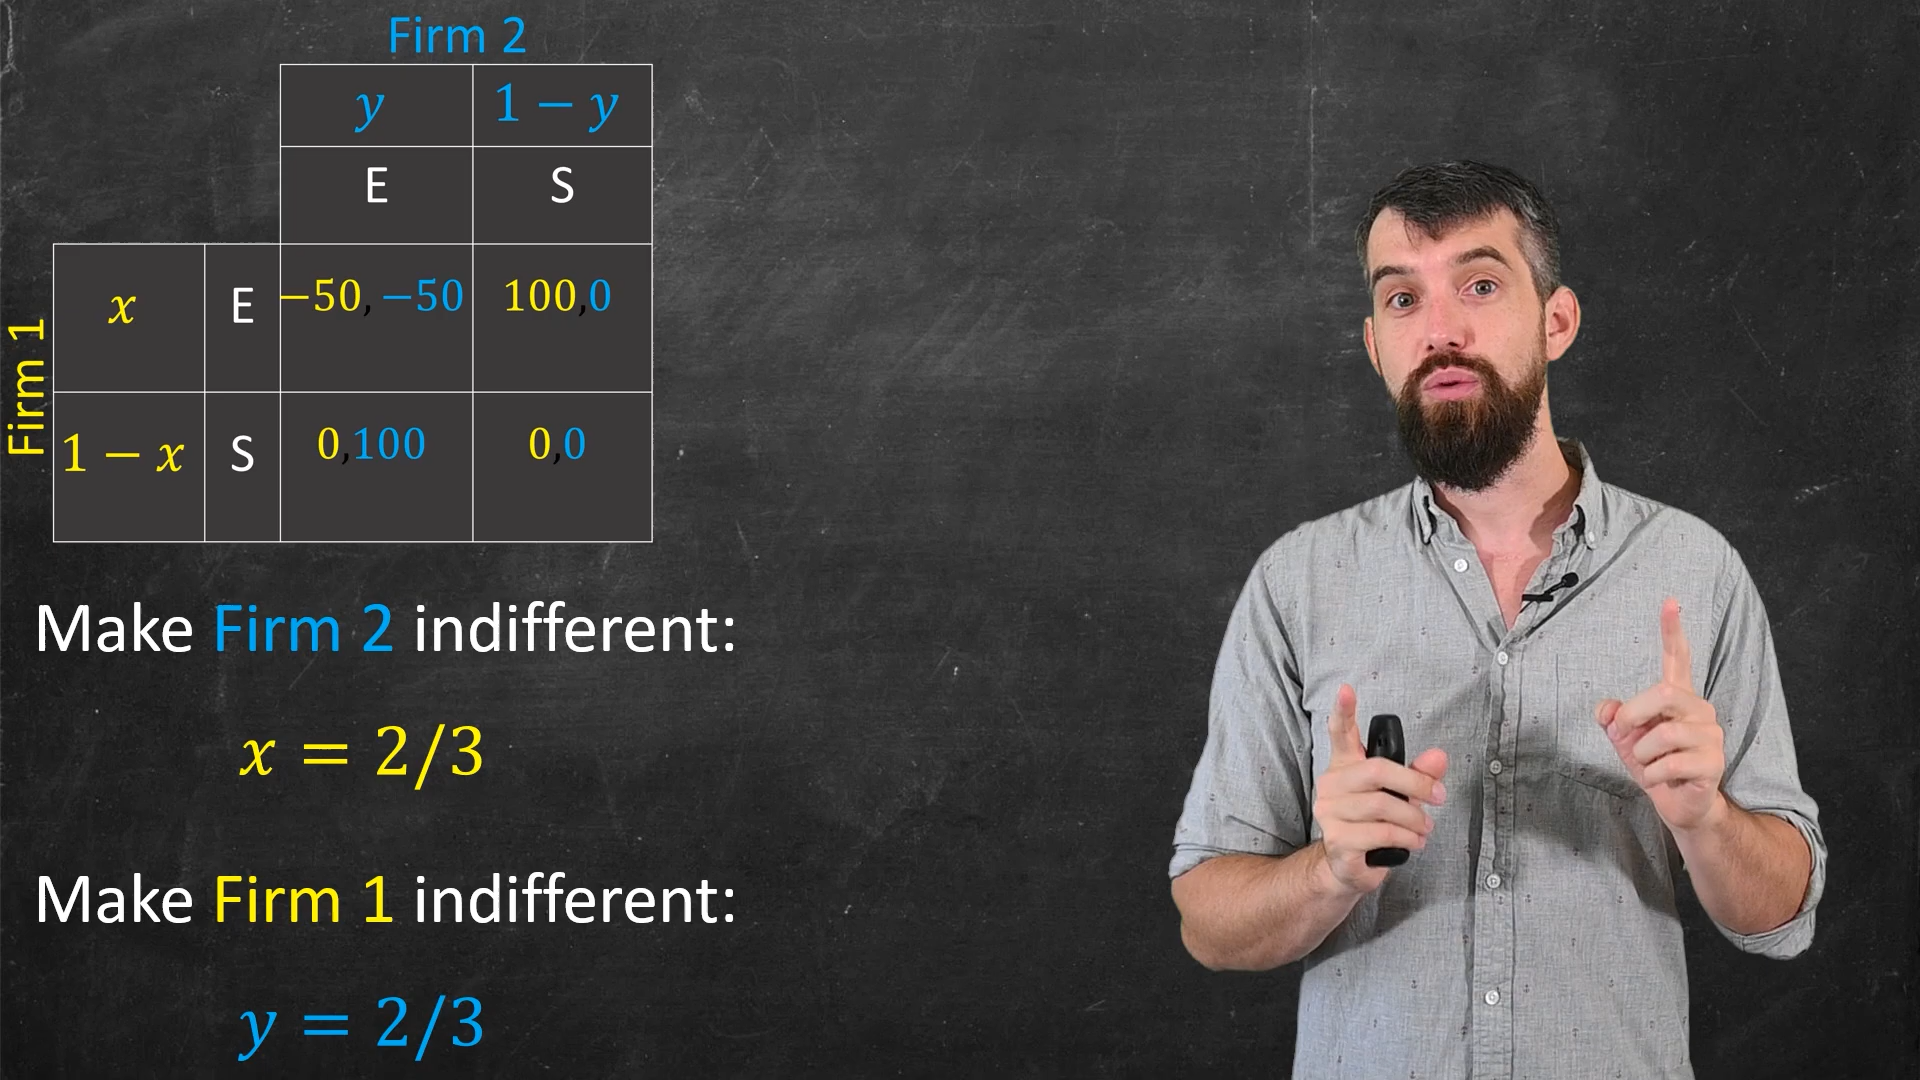 Firm 2
y 1 − y
E S
Firm 1
x E −50, −50 100,0
1 − x S 0,100 0,0
Make Firm 2 indifferent:
x = 2/3
Make Firm 1 indifferent:
y = 2/3